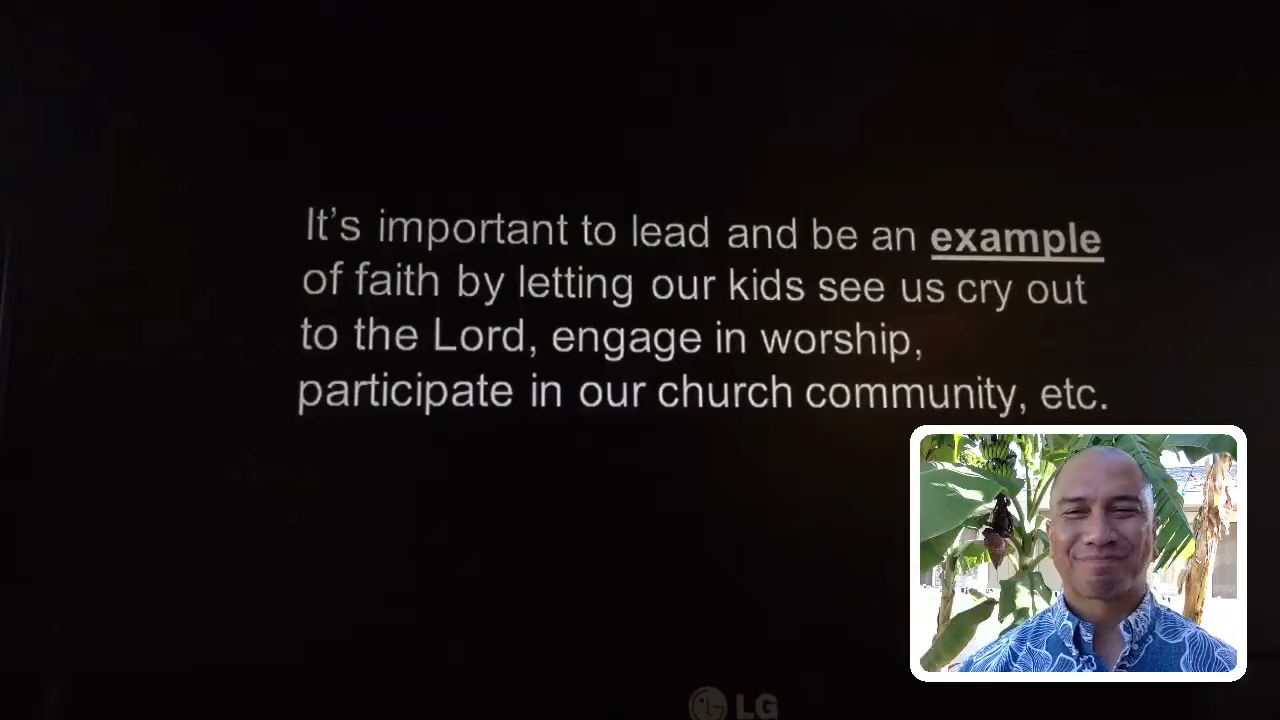 It's important to lead and be an example
of faith by letting our kids see us cry out
to the Lord, engage in worship,
participate in our church community, etc.
LG